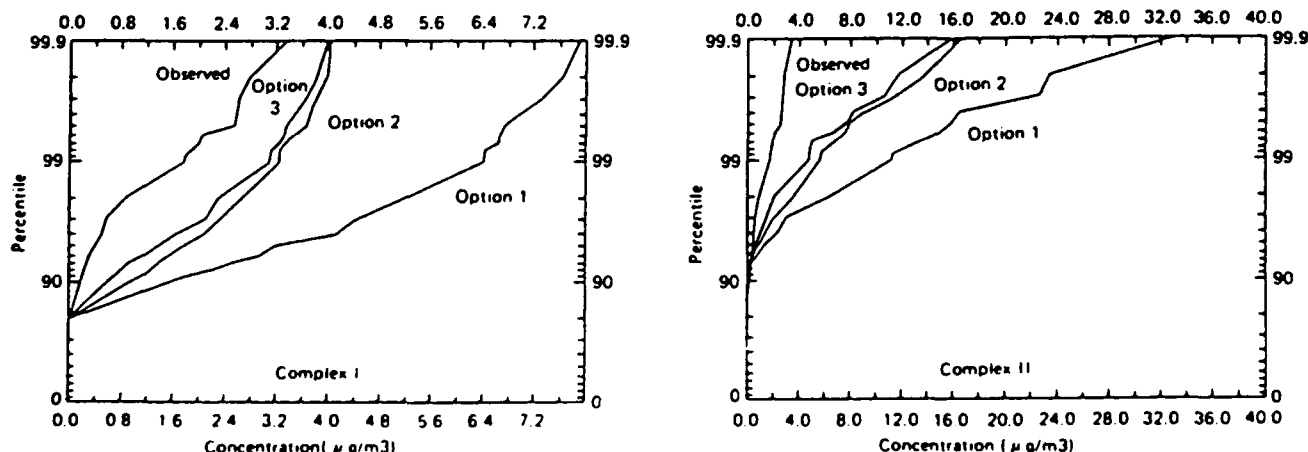 0.0 0.8 1.6 2.4 3.2 4.0 4.8 5.6 6.4 7.2
99.9 99.9
Observed
Option
3
Option 2
99 99
Option 1
Percentile
90 90
Complex I
0 0
0.0 0 8 1 6 2 4 3.2 4 0 4 8 5 6 6 4 7.2
Concentration( μ g/m3)
0.0 4.0 8.0 12.0 16.0 20.0 24.0 28.0 32.0 36.0 40.0
99.9 99.9
Observed
Option
3
Option 2
Option 1
99 99
Percentile
90 90
Complex II
0 0
0.0 4.0 8.0 12.0 16.0 20.0 24.0 28.0 32.0 36.0 40.0
Concentration ( μ g/m3)